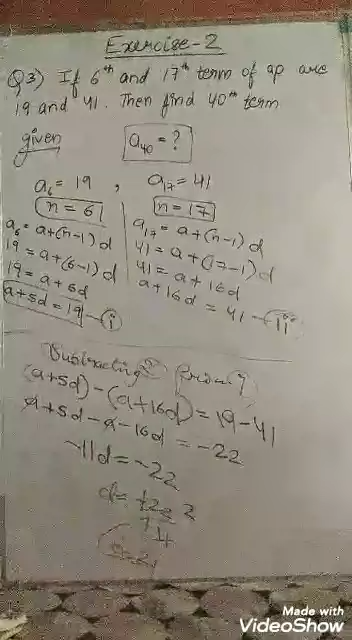 Exercise-2
Q3) If 6th and 17th term of ap are
19 and 41. Then find 40th term
given
a40 = ?
a6 = 19 , a17 = 41
n = 6
n = 17
a6 = a+(n-1)d
19 = a+(6-1)d
19 = a+5d
a+5d = 19 - (i)
a17 = a+(n-1)d
41 = a+(17-1)d
41 = a+16d
a+16d = 41 - (ii)
Subtracting from
(a+5d)-(a+16d) = 19-41
a+5d-a-16d = -22
-11d = -22
d =
Made with
VideoShow